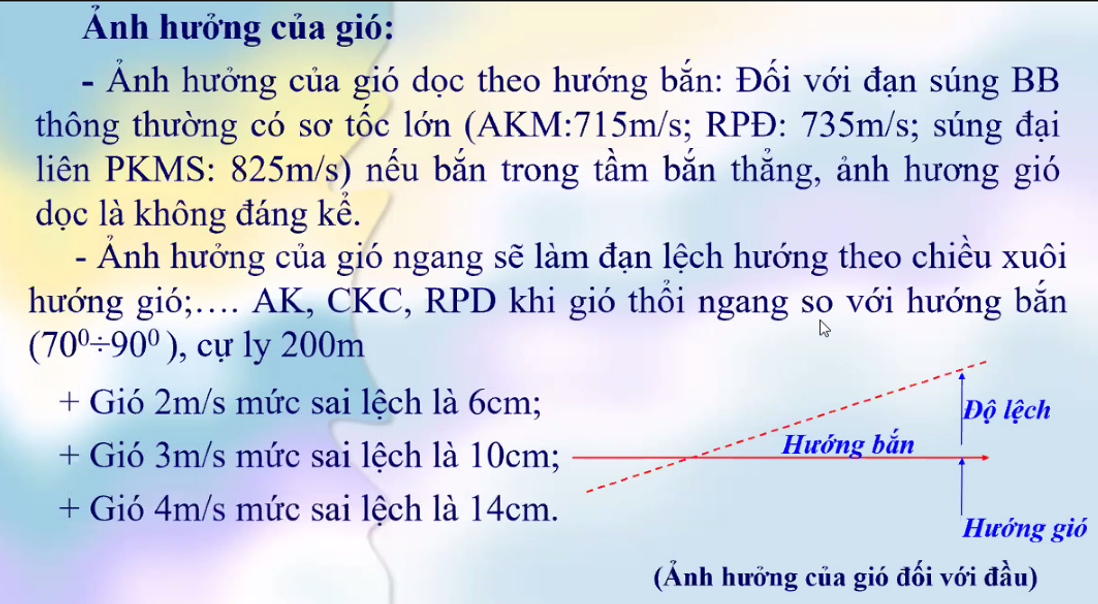 Ảnh hưởng của gió:
- Ảnh hưởng của gió dọc theo hướng bắn: Đối với đạn súng BB
thông thường có sơ tốc lớn (AKM:715m/s; RPĐ: 735m/s; súng đại
liên PKMS: 825m/s) nếu bắn trong tầm bắn thẳng, ảnh hương gió
dọc là không đáng kể.
- Ảnh hưởng của gió ngang sẽ làm đạn lệch hướng theo chiều xuôi
hướng gió;…. AK, CKC, RPD khi gió thổi ngang so với hướng bắn
(70⁰÷90⁰ ), cự ly 200m
+ Gió 2m/s mức sai lệch là 6cm;
+ Gió 3m/s mức sai lệch là 10cm;
+ Gió 4m/s mức sai lệch là 14cm.
Độ lệch
Hướng bắn
Hướng gió
(Ảnh hưởng của gió đối với đầu)